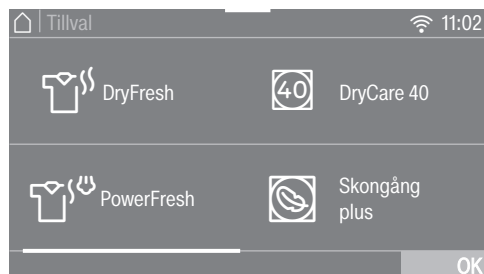 Tillval
11:02
DryFresh
40
DryCare 40
PowerFresh
Skongång
plus
OK